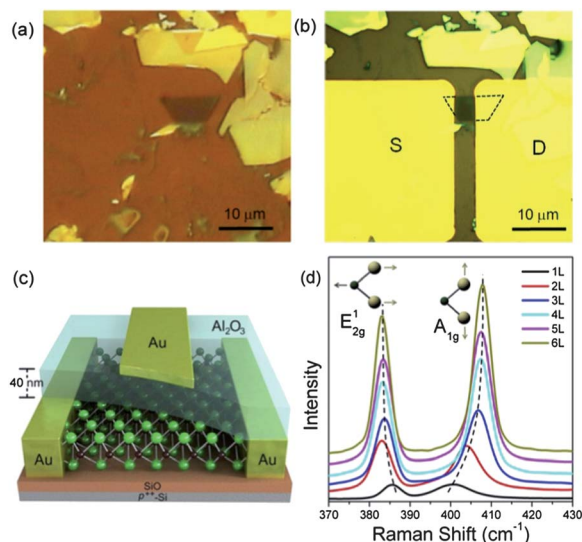 (a)
10 μm
(b)
S
D
10 μm
(c)
Al2O3
Au
40 nm
Au
Au
SiO
P++-Si
(d)
E12g
A1g
1L
2L
3L
4L
5L
6L
Intensity
370 380 390 400 410 420 430
Raman Shift (cm-1)